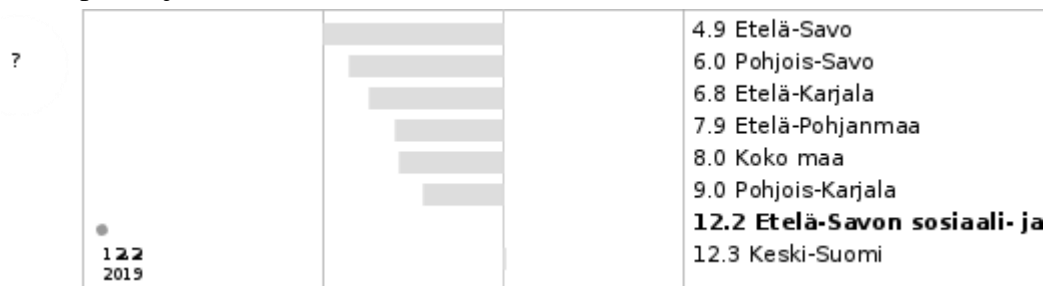 4.9 Etelä-Savo
?
6.0 Pohjois-Savo
6.8 Etelä-Karjala
7.9 Etelä-Pohjanmaa
8.0 Koko maa
9.0 Pohjois-Karjala
12.2 Etelä-Savon sosiaali- ja
12.2
2019
12.3 Keski-Suomi